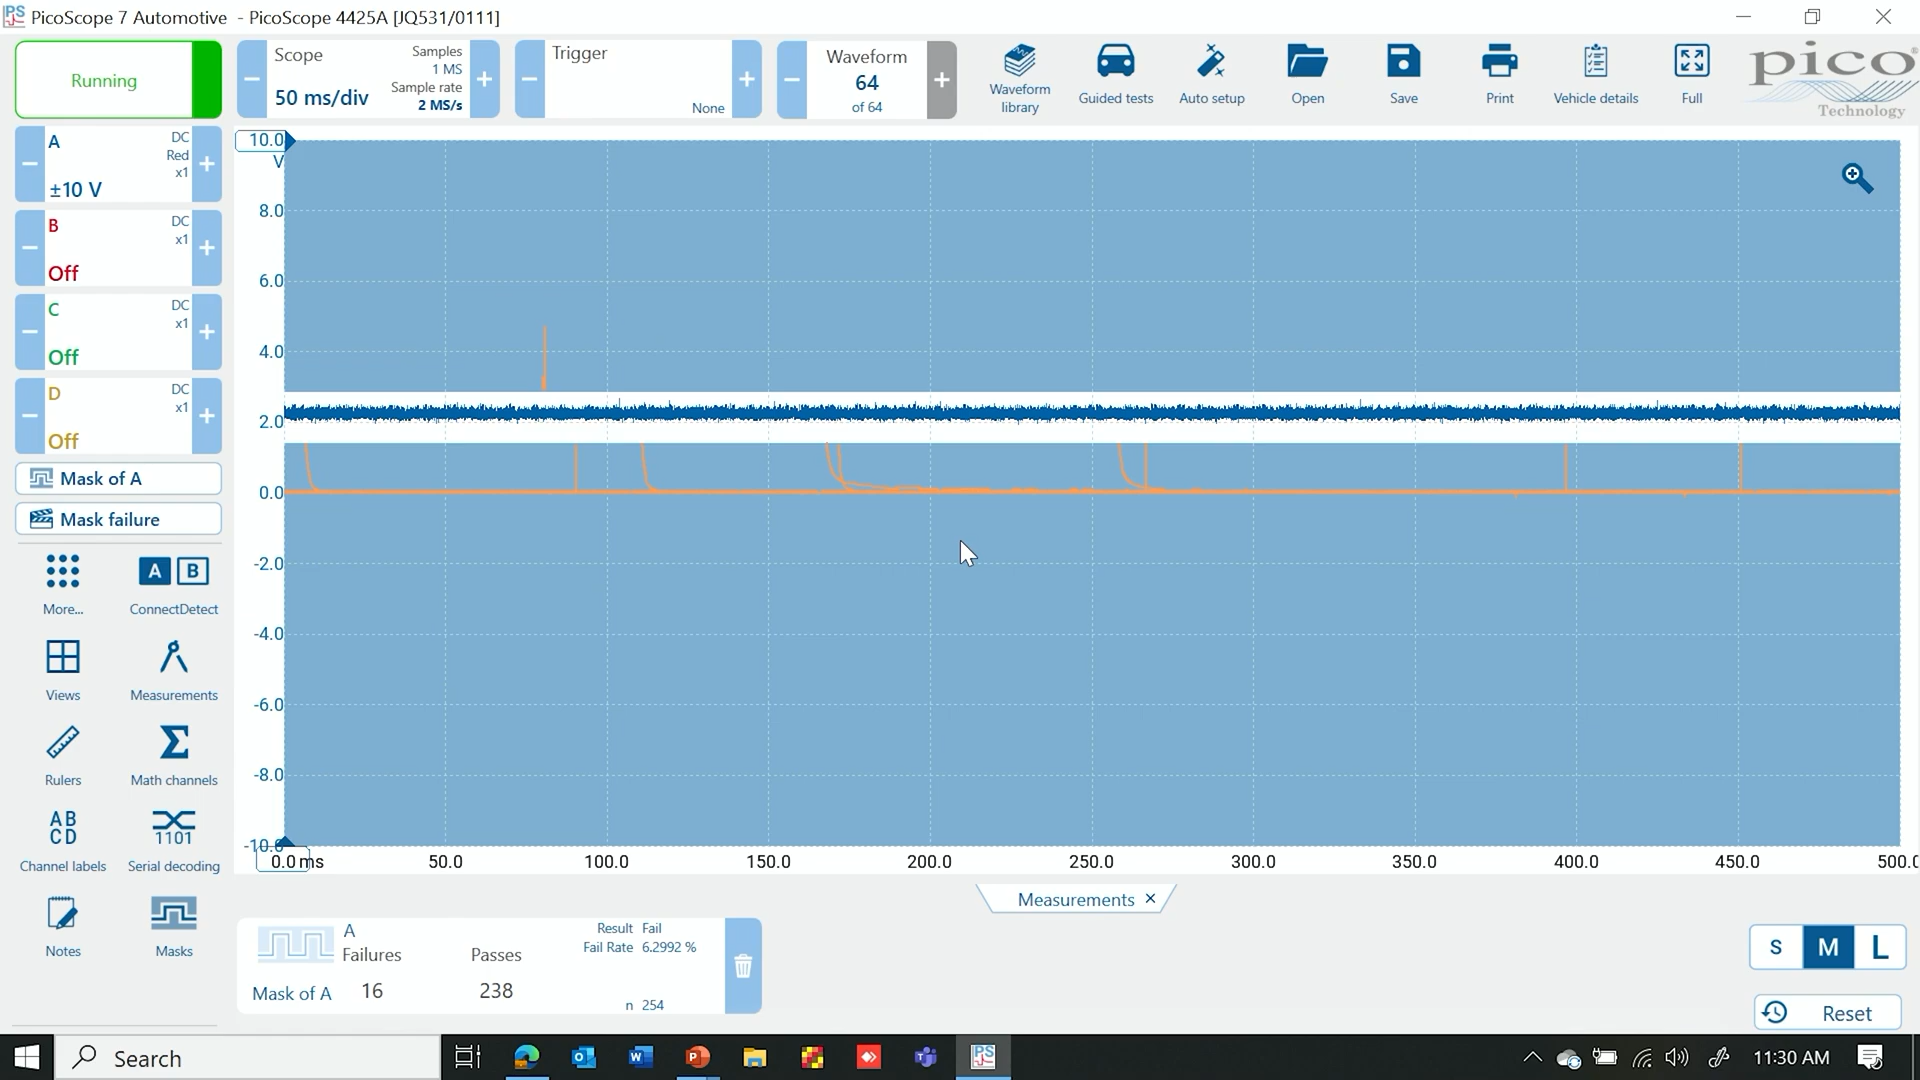 PicoScope 7 Automotive - PicoScope 4425A [JQ531/0111]
Running
Scope
50 ms/div
Samples
1 MS
Sample rate
2 MS/s
Trigger
None
Waveform
64
of 64
Waveform library
Guided tests
Auto setup
Open
Save
Print
Vehicle details
Full
pico
Technology
A
DC
Red
x1
±10 V
B
DC
x1
Off
C
DC
x1
Off
D
DC
x1
Off
Mask of A
Mask failure
More...
A B
ConnectDetect
Views
Measurements
Rulers
Math channels
AB
CD
1101
Channel labels
Serial decoding
Notes
Masks
10.0
V
8.0
6.0
4.0
2.0
0.0
-2.0
-4.0
-6.0
-8.0
-10.0
0.0 ms 50.0 100.0 150.0 200.0 250.0 300.0 350.0 400.0 450.0 500.0
Measurements ×
A
Failures
Passes
Result Fail
Fail Rate 6.2992 %
Mask of A
16
238
n 254
S M L
Reset
Search
11:30 AM